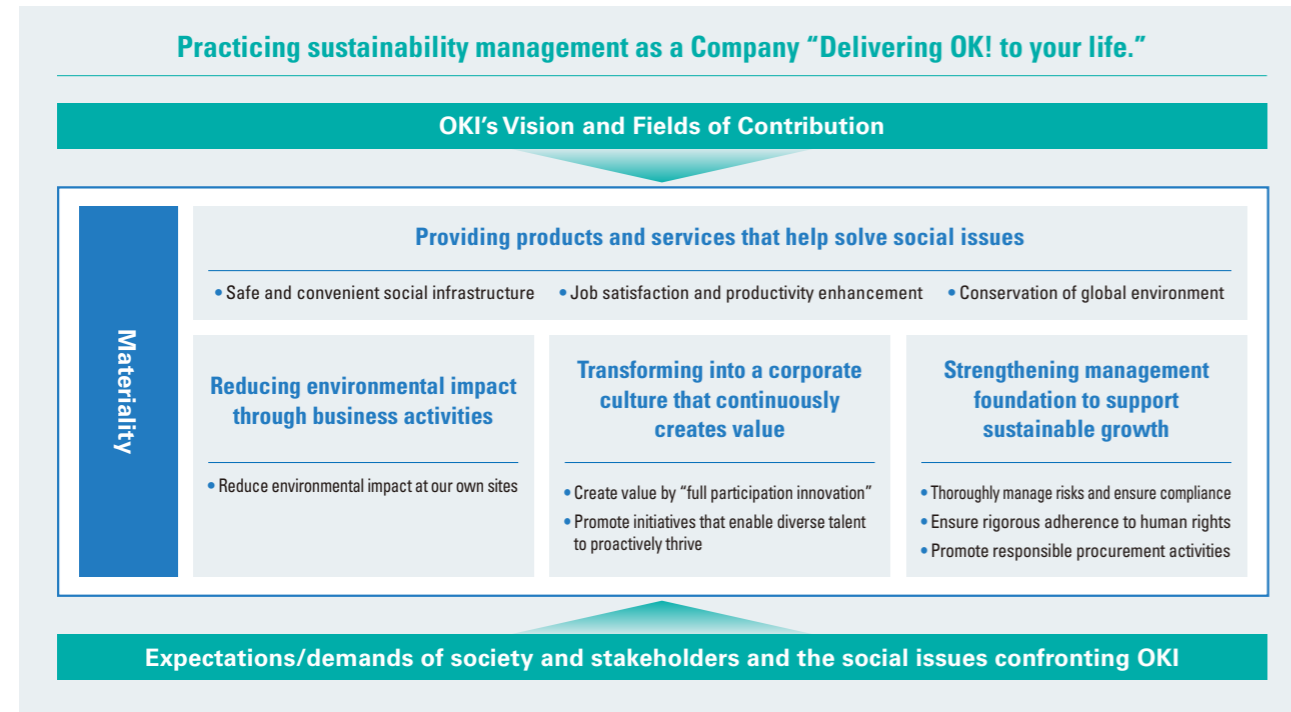 Practicing sustainability management as a Company “Delivering OK! to your life.”
OKI’s Vision and Fields of Contribution
Materiality
Providing products and services that help solve social issues
• Safe and convenient social infrastructure • Job satisfaction and productivity enhancement • Conservation of global environment
Reducing environmental impact
through business activities
• Reduce environmental impact at our own sites
Transforming into a corporate
culture that continuously
creates value
• Create value by “full participation innovation”
• Promote initiatives that enable diverse talent
to proactively thrive
Strengthening management
foundation to support
sustainable growth
• Thoroughly manage risks and ensure compliance
• Ensure rigorous adherence to human rights
• Promote responsible procurement activities
Expectations/demands of society and stakeholders and the social issues confronting OKI